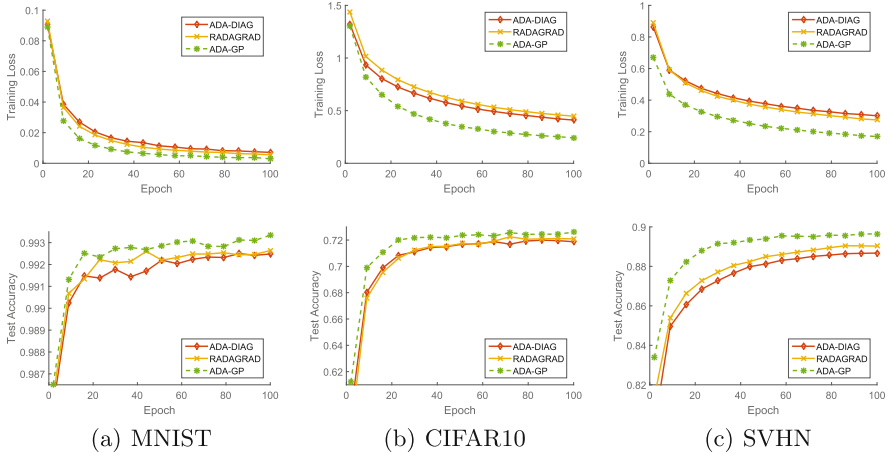 0.1
0.08
0.06
0.04
0.02
0
0 20 40 60 80 100
Training Loss
Epoch
ADA-DIAG
RADAGRAD
ADA-GP
1.5
1
0.5
0
0 20 40 60 80 100
Training Loss
Epoch
ADA-DIAG
RADAGRAD
ADA-GP
1
0.8
0.6
0.4
0.2
0
0 20 40 60 80 100
Training Loss
Epoch
ADA-DIAG
RADAGRAD
ADA-GP
0.993
0.992
0.991
0.99
0.989
0.988
0.987
0 20 40 60 80 100
Test Accuracy
Epoch
ADA-DIAG
RADAGRAD
ADA-GP
0.72
0.7
0.68
0.66
0.64
0.62
0 20 40 60 80 100
Test Accuracy
Epoch
ADA-DIAG
RADAGRAD
ADA-GP
0.9
0.88
0.86
0.84
0.82
0 20 40 60 80 100
Test Accuracy
Epoch
ADA-DIAG
RADAGRAD
ADA-GP
(a) MNIST
(b) CIFAR10
(c) SVHN